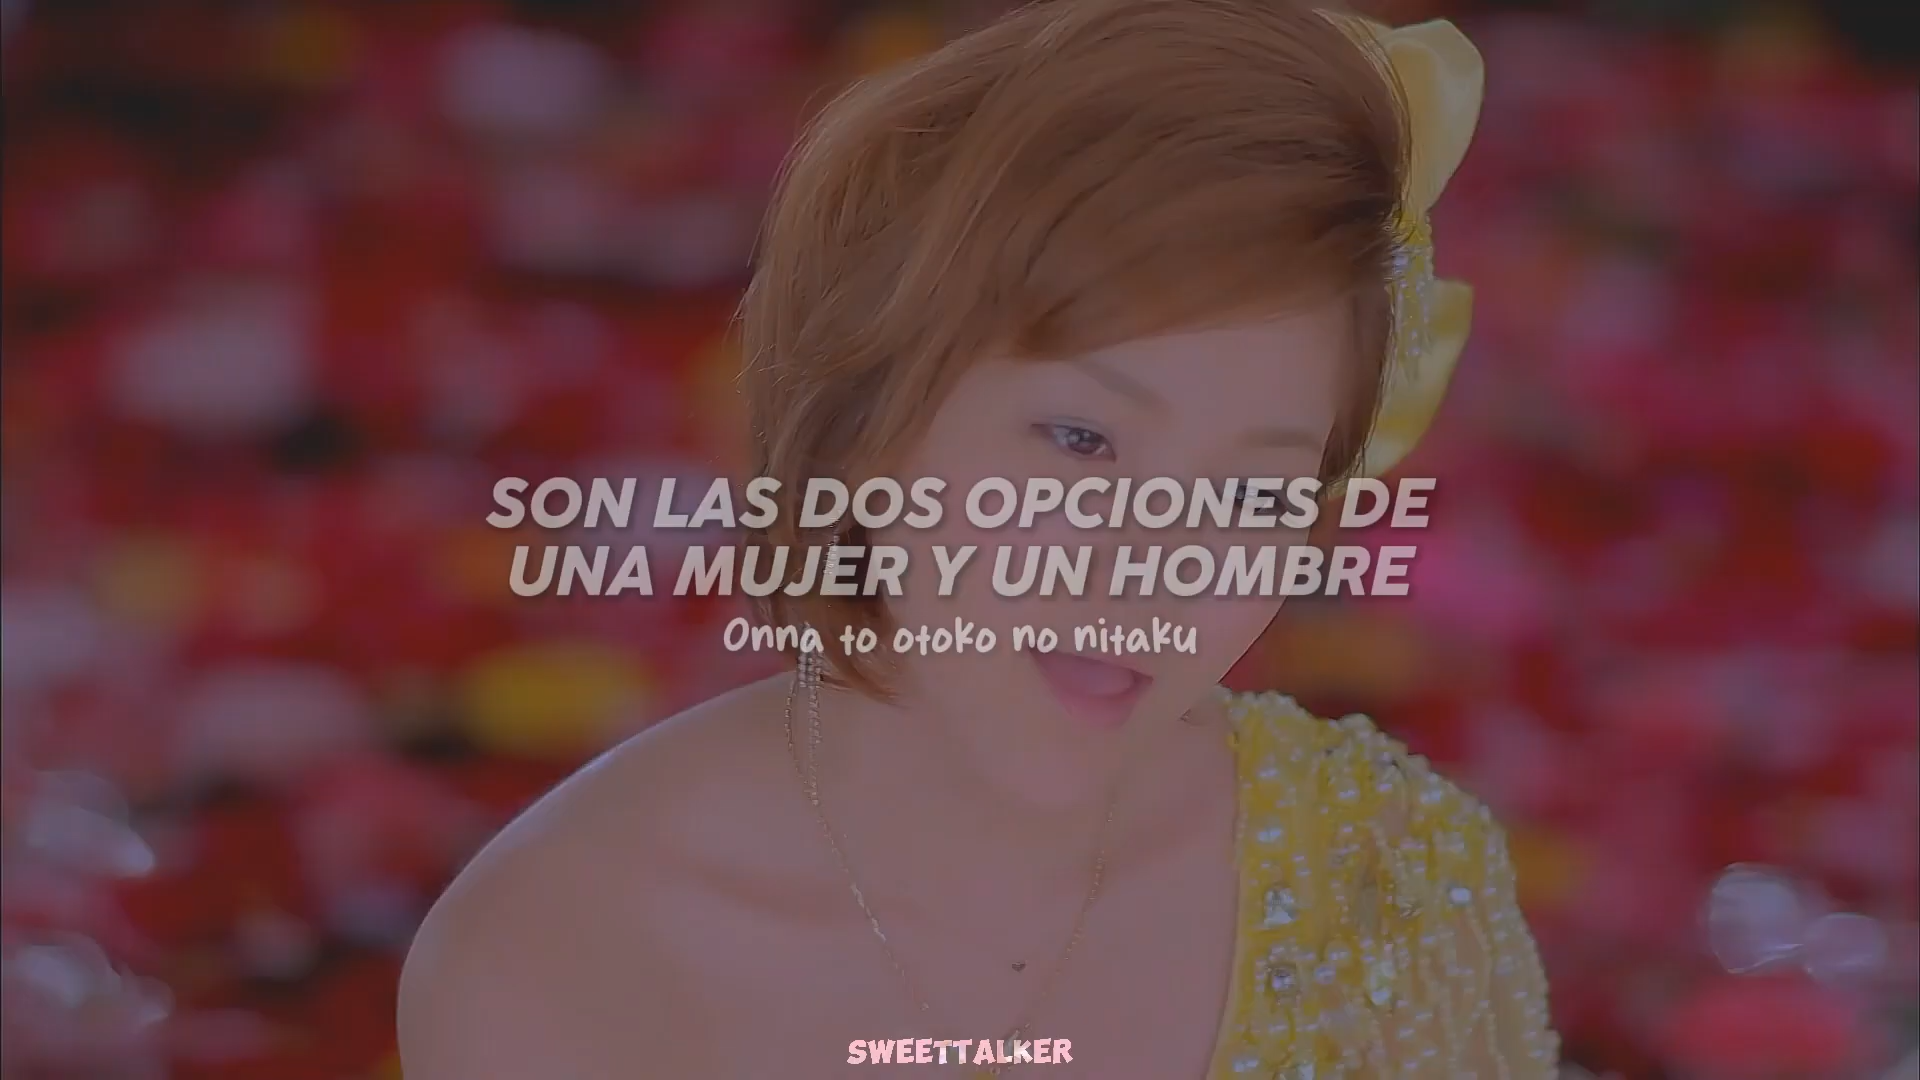 SON LAS DOS OPCIONES DE
UNA MUJER Y UN HOMBRE
Onna to otoko no nitaku
SWEETTALKER